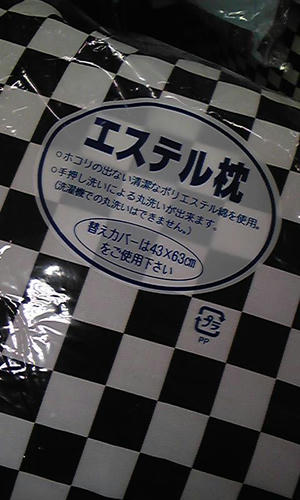 エステル枕
○ホコリの出ない清潔なポリエステル綿を使用。
○手押し洗いによる丸洗いが出来ます。
(洗濯機での丸洗いはできません。)
替えカバーは43×63cm
をご使用下さい
プラ
PP